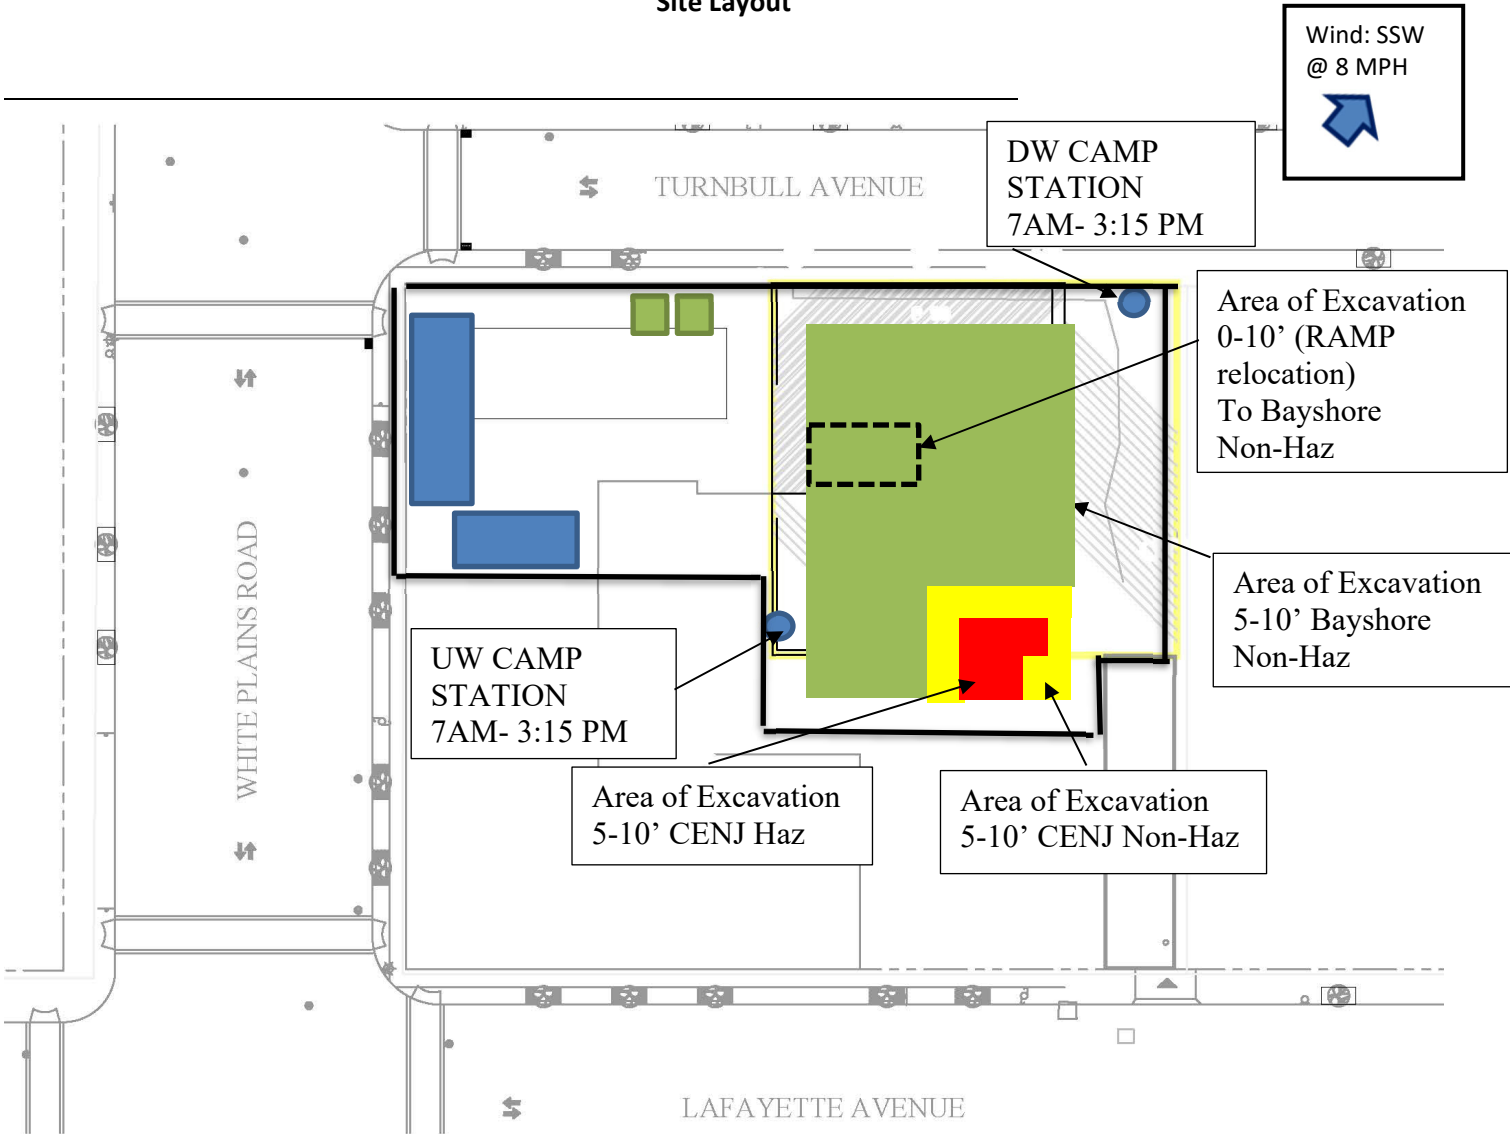 Site Layout
Wind: SSW
@ 8 MPH
DW CAMP
STATION
7AM- 3:15 PM
TURNBULL AVENUE
Area of Excavation
0-10’ (RAMP
relocation)
To Bayshore
Non-Haz
WHITE PLAINS ROAD
Area of Excavation
5-10’ Bayshore
Non-Haz
UW CAMP
STATION
7AM- 3:15 PM
Area of Excavation
5-10’ CENJ Haz
Area of Excavation
5-10’ CENJ Non-Haz
LAFAYETTE AVENUE